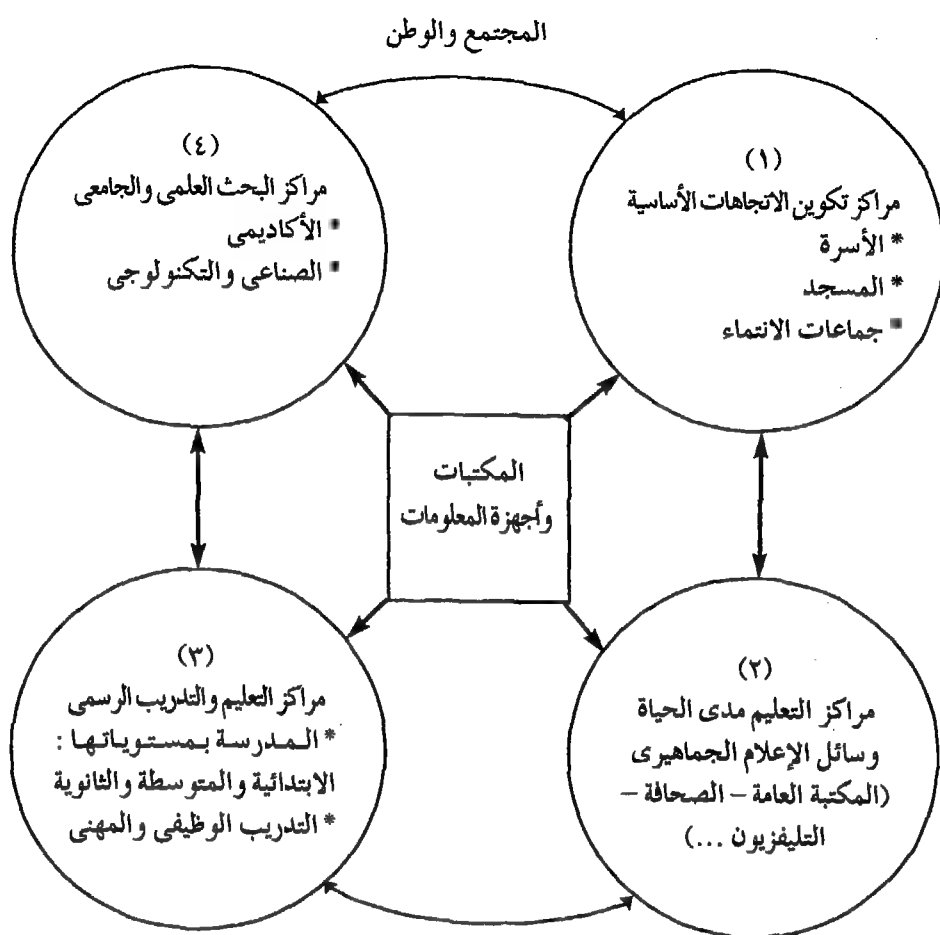 المجتمع والوطن
(١)
مراكز تكوين الاتجاهات الأساسية
* الأسرة
* المسجد
▪ جماعات الانتماء
(٤)
مراكز البحث العلمى والجامعى
▪ الأكاديمى
▪ الصناعى والتكنولوجى
المكتبات
وأجهزة المعلومات
(٢)
مراكز التعليم مدى الحياة
وسائل الإعلام الجماهيرى
(المكتبة العامة – الصحافة –
التليفزيون ...)
(٣)
مراكز التعليم والتدريب الرسمى
* المدرسة بمستوياتها :
الابتدائية والمتوسطة والثانوية
* التدريب الوظيفى والمهنى